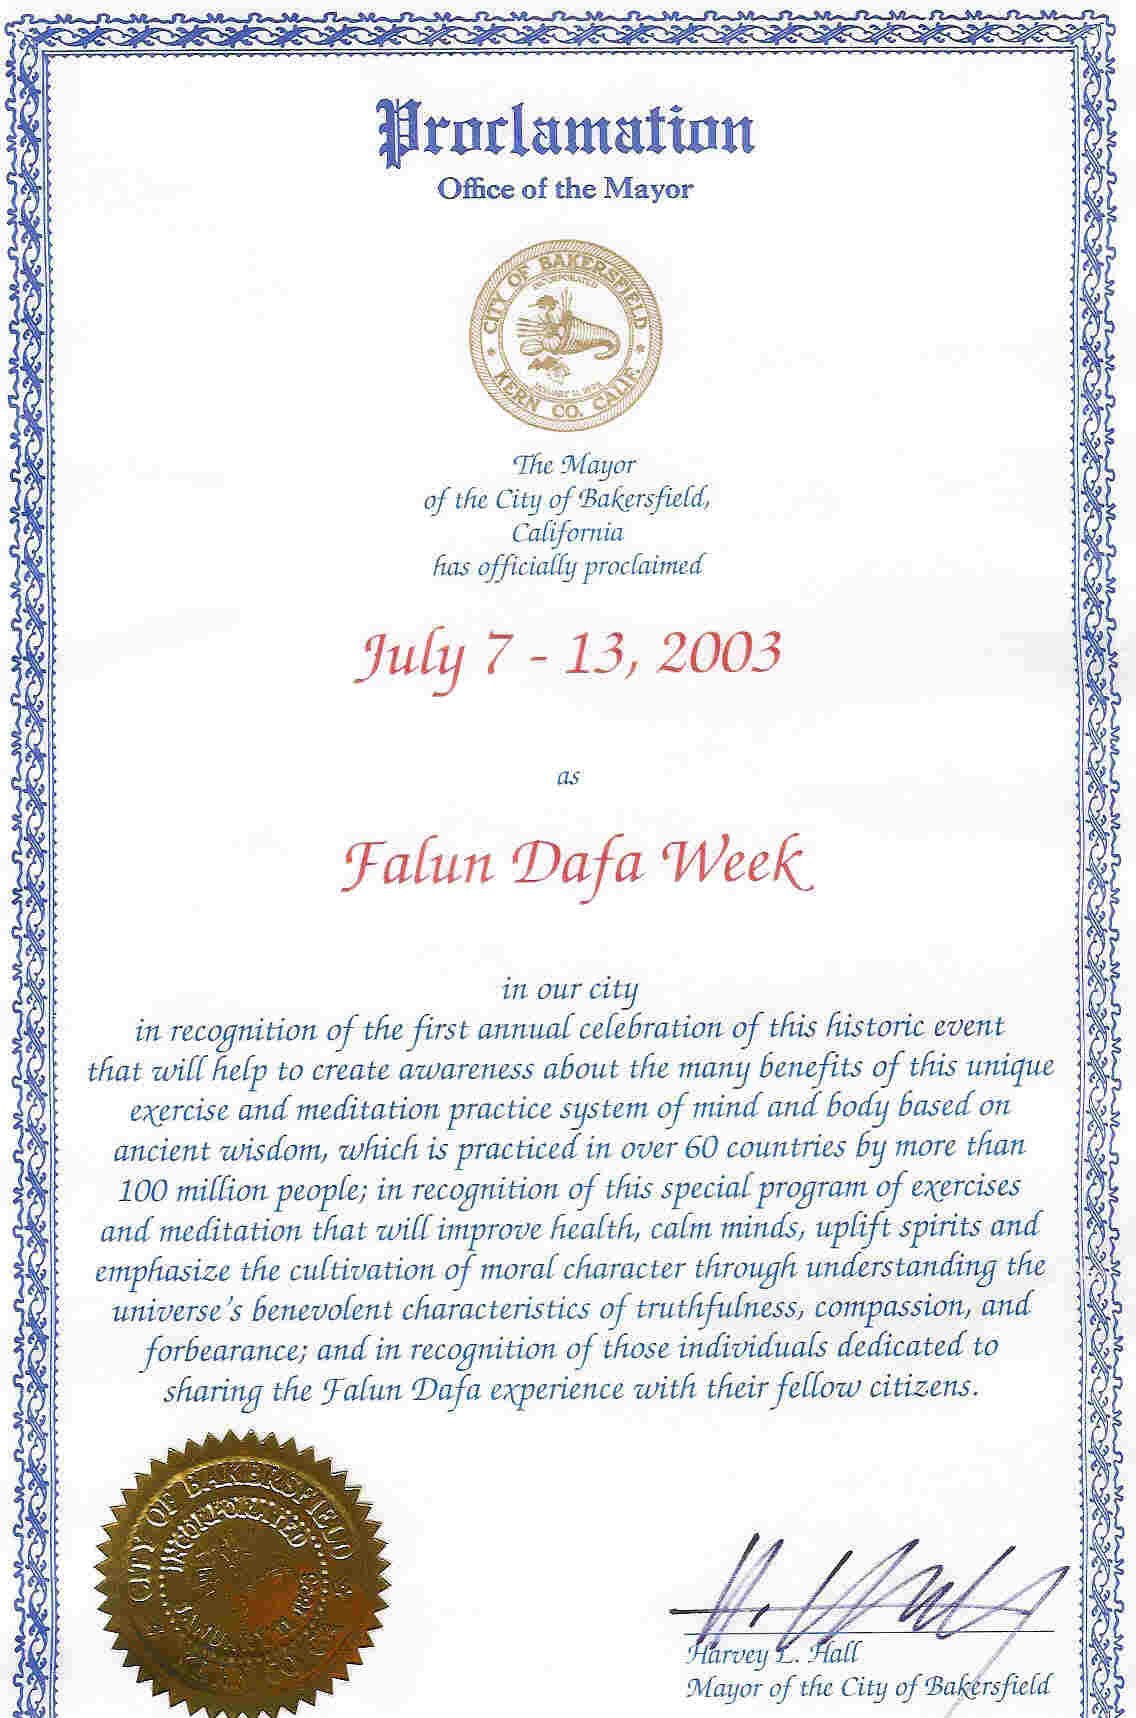 Proclamation
Office of the Mayor
CITY OF BAKERSFIELD
INCORPORATED
KERN CO. CALIF.
The Mayor
of the City of Bakersfield,
California
has officially proclaimed
July 7 - 13, 2003
as
Falun Dafa Week
in our city
in recognition of the first annual celebration of this historic event
that will help to create awareness about the many benefits of this unique
exercise and meditation practice system of mind and body based on
ancient wisdom, which is practiced in over 60 countries by more than
100 million people; in recognition of this special program of exercises
and meditation that will improve health, calm minds, uplift spirits and
emphasize the cultivation of moral character through understanding the
universe's benevolent characteristics of truthfulness, compassion, and
forbearance; and in recognition of those individuals dedicated to
sharing the Falun Dafa experience with their fellow citizens.
CITY OF BAKERSFIELD
INCORPORATED
Harvey L. Hall
Mayor of the City of Bakersfield